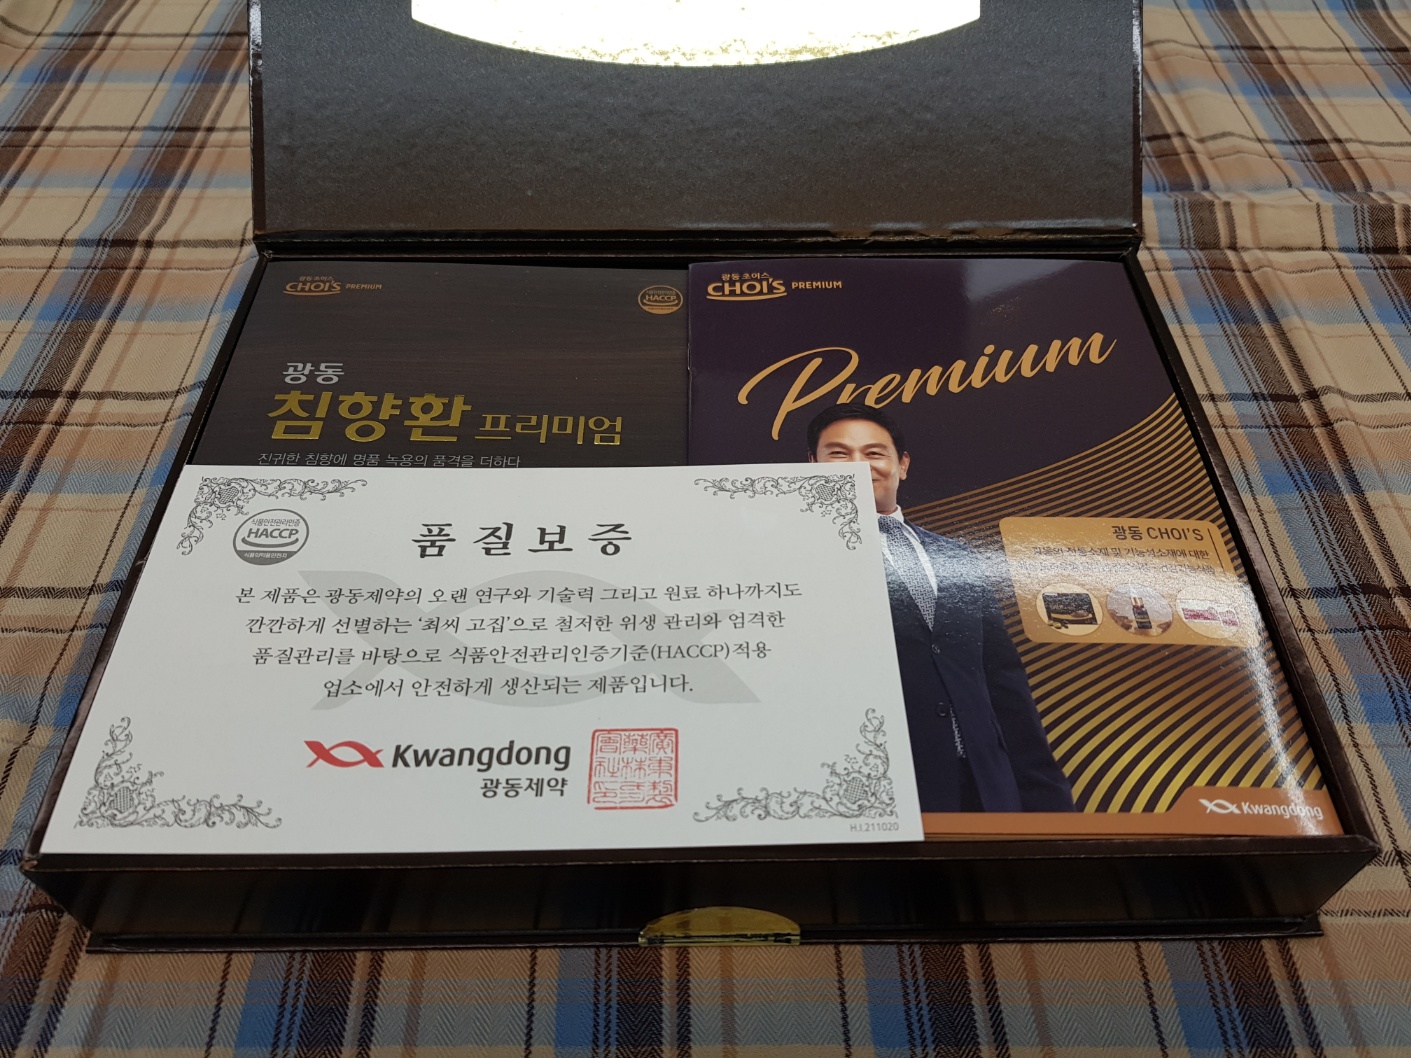 광동 초이스
CHOI'S PREMIUM
HACCP
광동
침향환 프리미엄
진귀한 침향에 명품 녹용의 품격을 더하다
광동 초이스
CHOI'S PREMIUM
Premium
광동 CHOI'S
Kwangdong
식품안전관리인증
HACCP
식품의약품안전처
품질보증
본 제품은 광동제약의 오랜 연구와 기술력 그리고 원료 하나까지도
깐깐하게 선별하는 '최씨 고집'으로 철저한 위생 관리와 엄격한
품질관리를 바탕으로 식품안전관리인증기준(HACCP)적용
업소에서 안전하게 생산되는 제품입니다.
Kwangdong
광동제약
H.I.211020